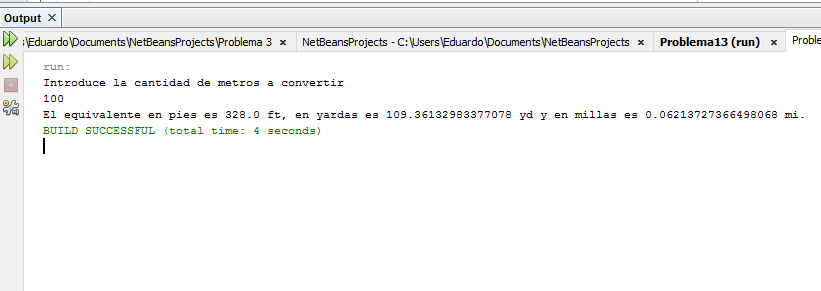 Output
s\Eduardo\Documents\NetBeansProjects\Problema 3
NetBeansProjects - C:\Users\Eduardo\Documents\NetBeansProjects
Problema13 (run)
Proble
run:
Introduce la cantidad de metros a convertir
100
El equivalente en pies es 328.0 ft, en yardas es 109.36132983377078 yd y en millas es 0.06213727366498068 mi.
BUILD SUCCESSFUL (total time: 4 seconds)